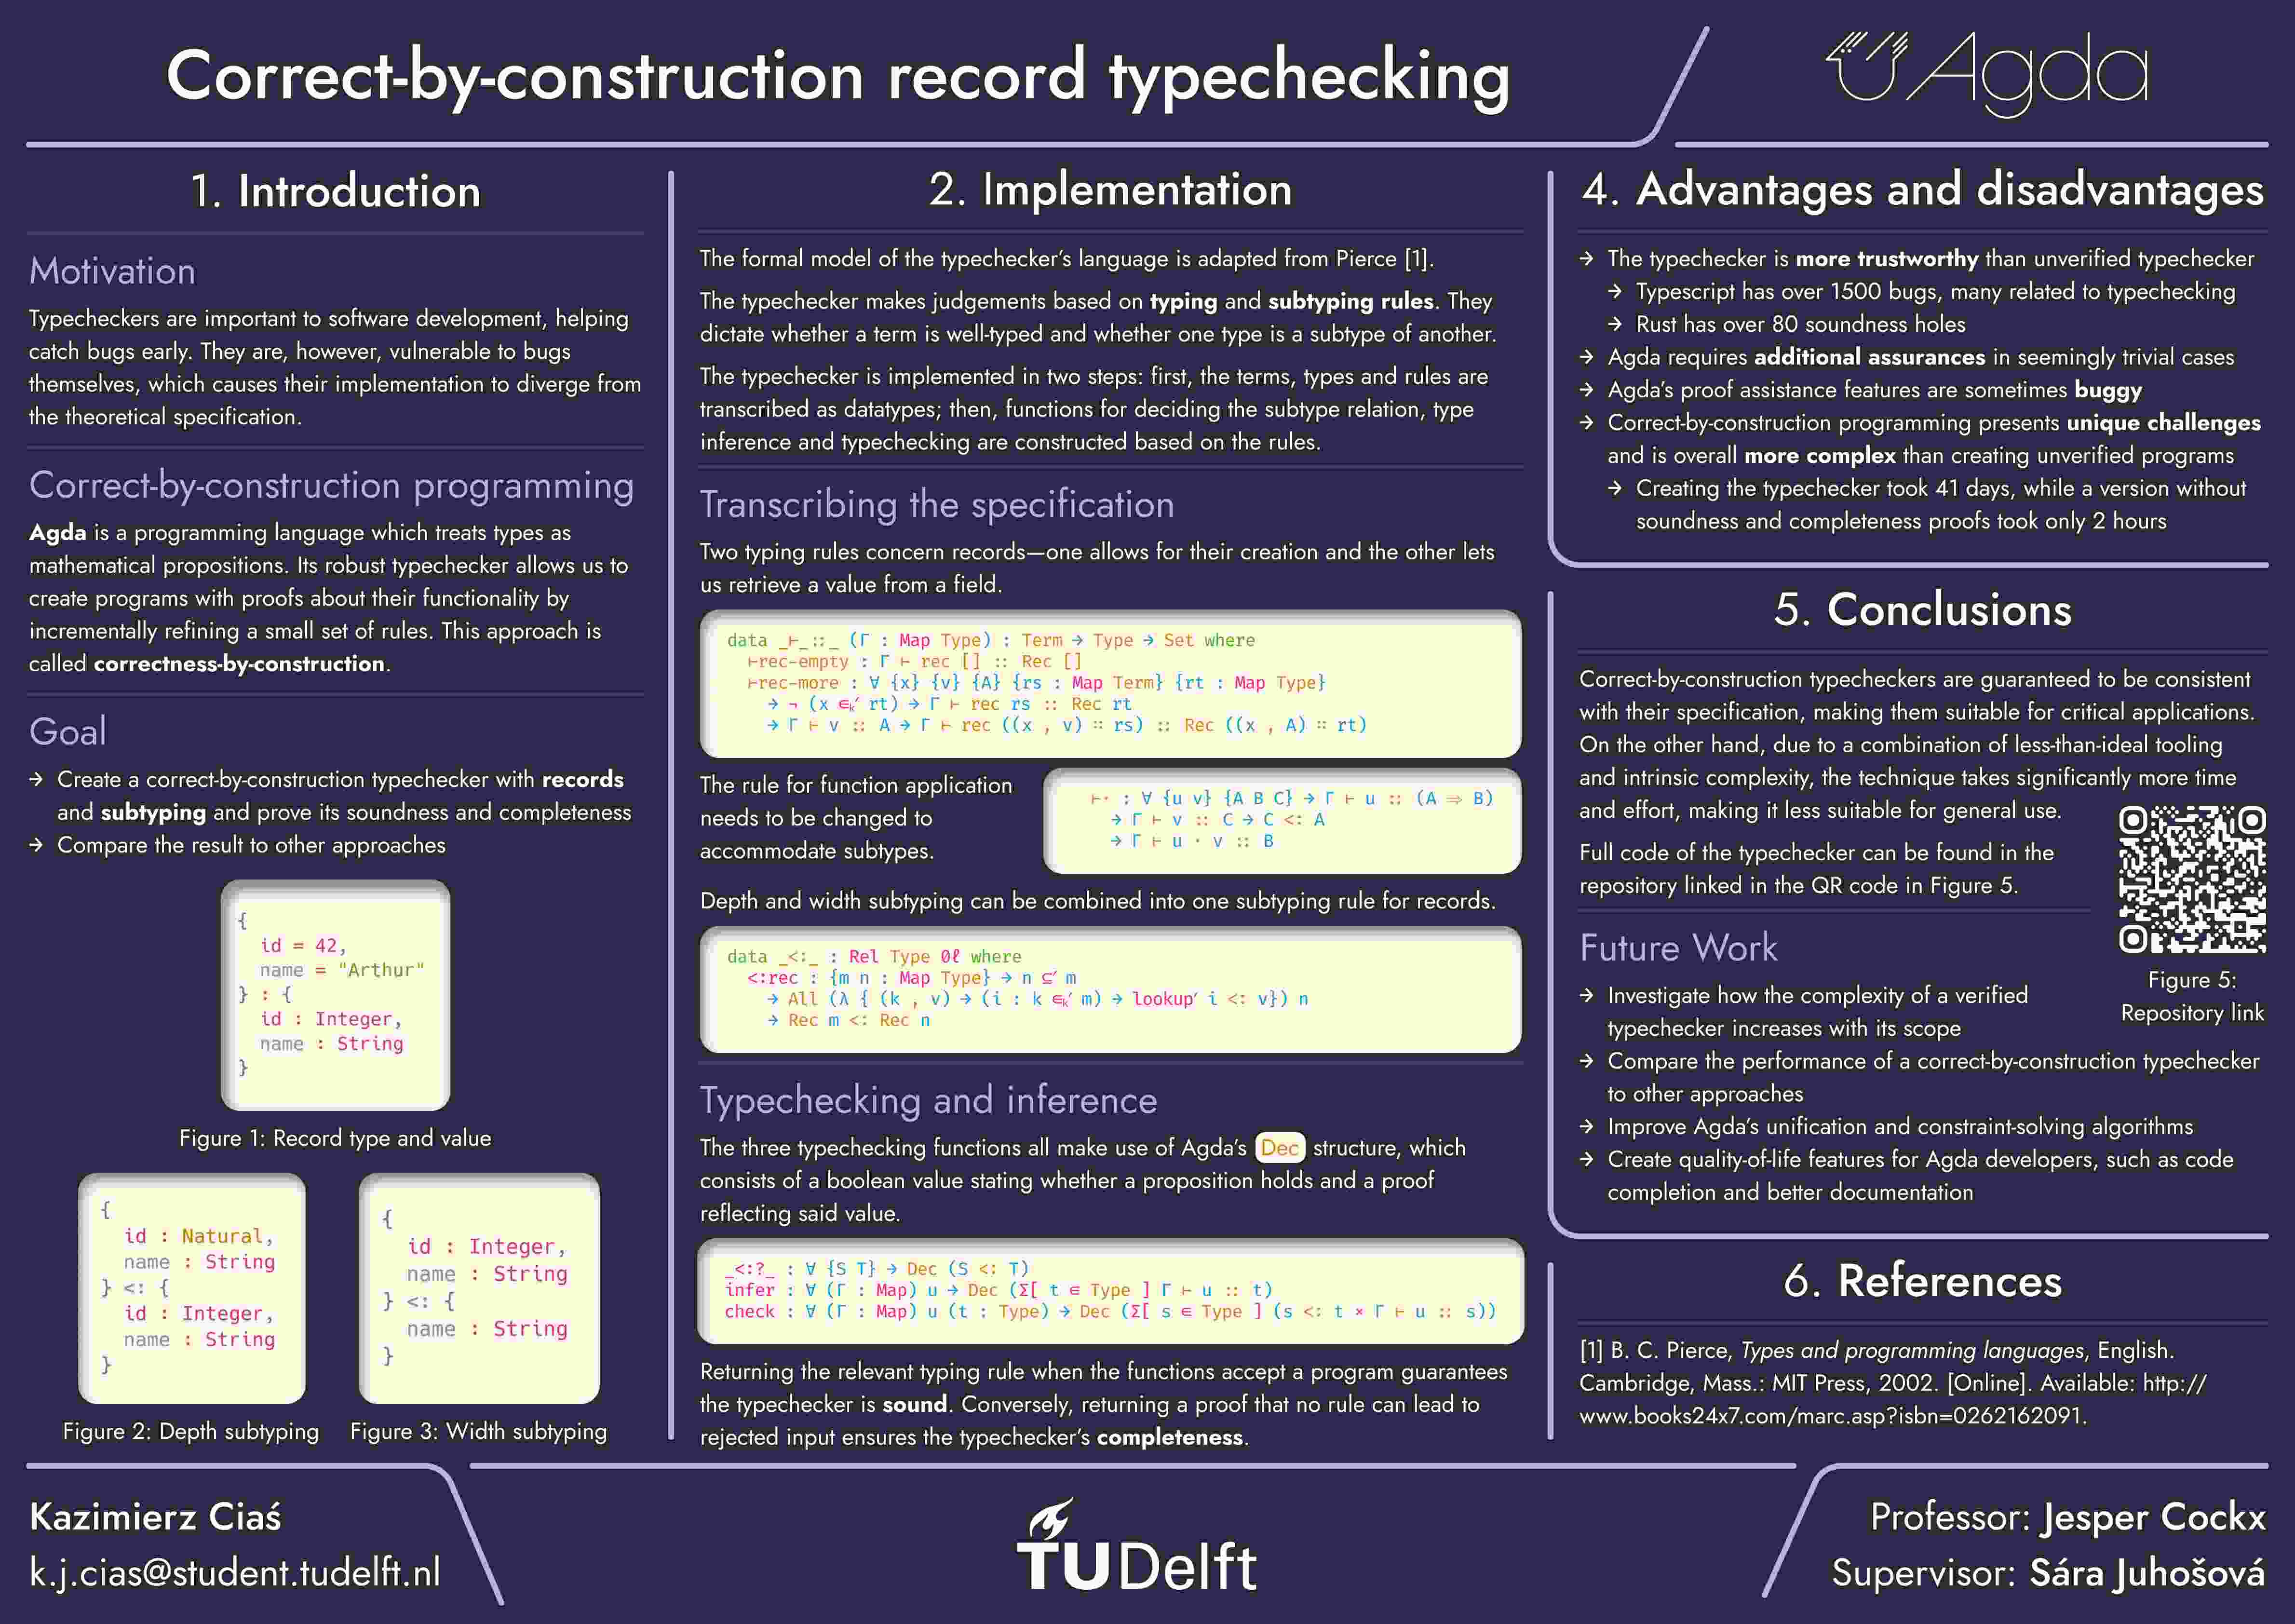 Correct-by-construction record typechecking
Agda
1. Introduction
Motivation
Typecheckers are important to software development, helping
catch bugs early. They are, however, vulnerable to bugs
themselves, which causes their implementation to diverge from
the theoretical specification.
Correct-by-construction programming
Agda is a programming language which treats types as
mathematical propositions. Its robust typechecker allows us to
create programs with proofs about their functionality by
incrementally refining a small set of rules. This approach is
called correctness-by-construction.
Goal
→ Create a correct-by-construction typechecker with records
and subtyping and prove its soundness and completeness
→ Compare the result to other approaches
{
id = 42,
name = "Arthur"
} : {
id : Integer,
name : String
}
Figure 1: Record type and value
{
id : Natural,
name : String
} <: {
id : Integer,
name : String
}
Figure 2: Depth subtyping
{
id : Integer,
name : String
} <: {
name : String
}
Figure 3: Width subtyping
2. Implementation
The formal model of the typechecker's language is adapted from Pierce [1].
The typechecker makes judgements based on typing and subtyping rules. They
dictate whether a term is well-typed and whether one type is a subtype of another.
The typechecker is implemented in two steps: first, the terms, types and rules are
transcribed as datatypes; then, functions for deciding the subtype relation, type
inference and typechecking are constructed based on the rules.
Transcribing the specification
Two typing rules concern records—one allows for their creation and the other lets
us retrieve a value from a field.
data _⊢_::_ (Γ : Map Type) : Term → Type → Set where
⊢rec-empty : Γ ⊢ rec [] :: Rec []
⊢rec-more : ∀ {x} {v} {A} {rs : Map Term} {rt : Map Type}
→ ¬ (x ∈ₖ′ rt) → Γ ⊢ rec rs :: Rec rt
→ Γ ⊢ v :: A → Γ ⊢ rec ((x , v) ∷ rs) :: Rec ((x , A) ∷ rt)
The rule for function application
needs to be changed to
accommodate subtypes.
⊢· : ∀ {u v} {A B C} → Γ ⊢ u :: (A ⇒ B)
→ Γ ⊢ v :: C → C <: A
→ Γ ⊢ u · v :: B
Depth and width subtyping can be combined into one subtyping rule for records.
data _<:_ : Rel Type 0ℓ where
<:rec : {m n : Map Type} → n ⊆′ m
→ All (λ { (k , v) → (i : k ∈ₖ′ m) → lookup′ i <: v}) n
→ Rec m <: Rec n
Typechecking and inference
The three typechecking functions all make use of Agda's Dec structure, which
consists of a boolean value stating whether a proposition holds and a proof
reflecting said value.
_<:?_ : ∀ {S T} → Dec (S <: T)
infer : ∀ (Γ : Map) u → Dec (Σ[ t ∈ Type ] Γ ⊢ u :: t)
check : ∀ (Γ : Map) u (t : Type) → Dec (Σ[ s ∈ Type ] (s <: t × Γ ⊢ u :: s))
Returning the relevant typing rule when the functions accept a program guarantees
the typechecker is sound. Conversely, returning a proof that no rule can lead to
rejected input ensures the typechecker's completeness.
4. Advantages and disadvantages
→ The typechecker is more trustworthy than unverified typechecker
→ Typescript has over 1500 bugs, many related to typechecking
→ Rust has over 80 soundness holes
→ Agda requires additional assurances in seemingly trivial cases
→ Agda's proof assistance features are sometimes buggy
→ Correct-by-construction programming presents unique challenges
and is overall more complex than creating unverified programs
→ Creating the typechecker took 41 days, while a version without
soundness and completeness proofs took only 2 hours
5. Conclusions
Correct-by-construction typecheckers are guaranteed to be consistent
with their specification, making them suitable for critical applications.
On the other hand, due to a combination of less-than-ideal tooling
and intrinsic complexity, the technique takes significantly more time
and effort, making it less suitable for general use.
Full code of the typechecker can be found in the
repository linked in the QR code in Figure 5.
Figure 5:
Repository link
Future Work
→ Investigate how the complexity of a verified
typechecker increases with its scope
→ Compare the performance of a correct-by-construction typechecker
to other approaches
→ Improve Agda's unification and constraint-solving algorithms
→ Create quality-of-life features for Agda developers, such as code
completion and better documentation
6. References
[1] B. C. Pierce, Types and programming languages, English.
Cambridge, Mass.: MIT Press, 2002. [Online]. Available: http://
www.books24x7.com/marc.asp?isbn=0262162091.
Kazimierz Ciaś
k.j.cias@student.tudelft.nl
TUDelft
Professor: Jesper Cockx
Supervisor: Sára Juhošová